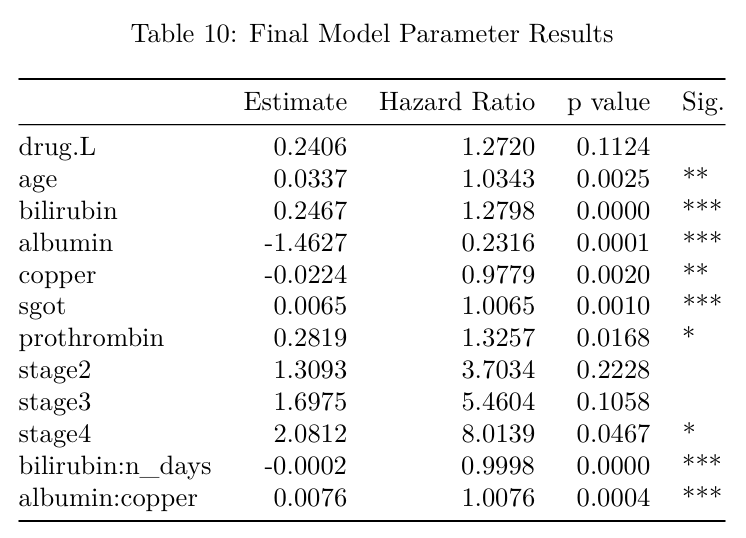 Table 10: Final Model Parameter Results
Estimate Hazard Ratio p value Sig.
drug.L 0.2406 1.2720 0.1124
age 0.0337 1.0343 0.0025 **
bilirubin 0.2467 1.2798 0.0000 ***
albumin -1.4627 0.2316 0.0001 ***
copper -0.0224 0.9779 0.0020 **
sgot 0.0065 1.0065 0.0010 ***
prothrombin 0.2819 1.3257 0.0168 *
stage2 1.3093 3.7034 0.2228
stage3 1.6975 5.4604 0.1058
stage4 2.0812 8.0139 0.0467 *
bilirubin:n_days -0.0002 0.9998 0.0000 ***
albumin:copper 0.0076 1.0076 0.0004 ***